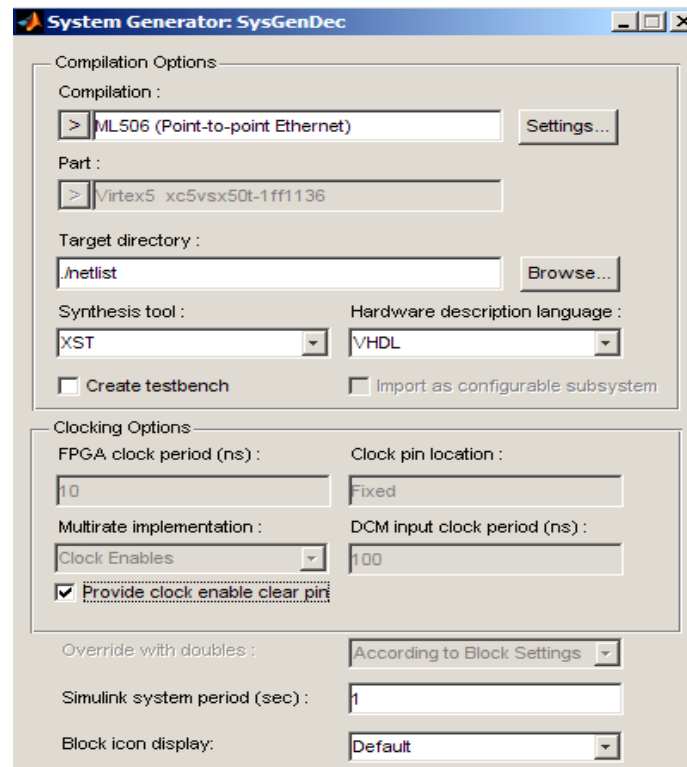 System Generator: SysGenDec
Compilation Options
Compilation :
> ML506 (Point-to-point Ethernet) Settings...
Part :
> Virtex5 xc5vsx50t-1ff1136
Target directory :
./netlist Browse...
Synthesis tool : Hardware description language :
XST VHDL
Create testbench Import as configurable subsystem
Clocking Options
FPGA clock period (ns) : Clock pin location :
10 Fixed
Multirate implementation : DCM input clock period (ns) :
Clock Enables 100
Provide clock enable clear pin
Override with doubles : According to Block Settings
Simulink system period (sec) : 1
Block icon display: Default